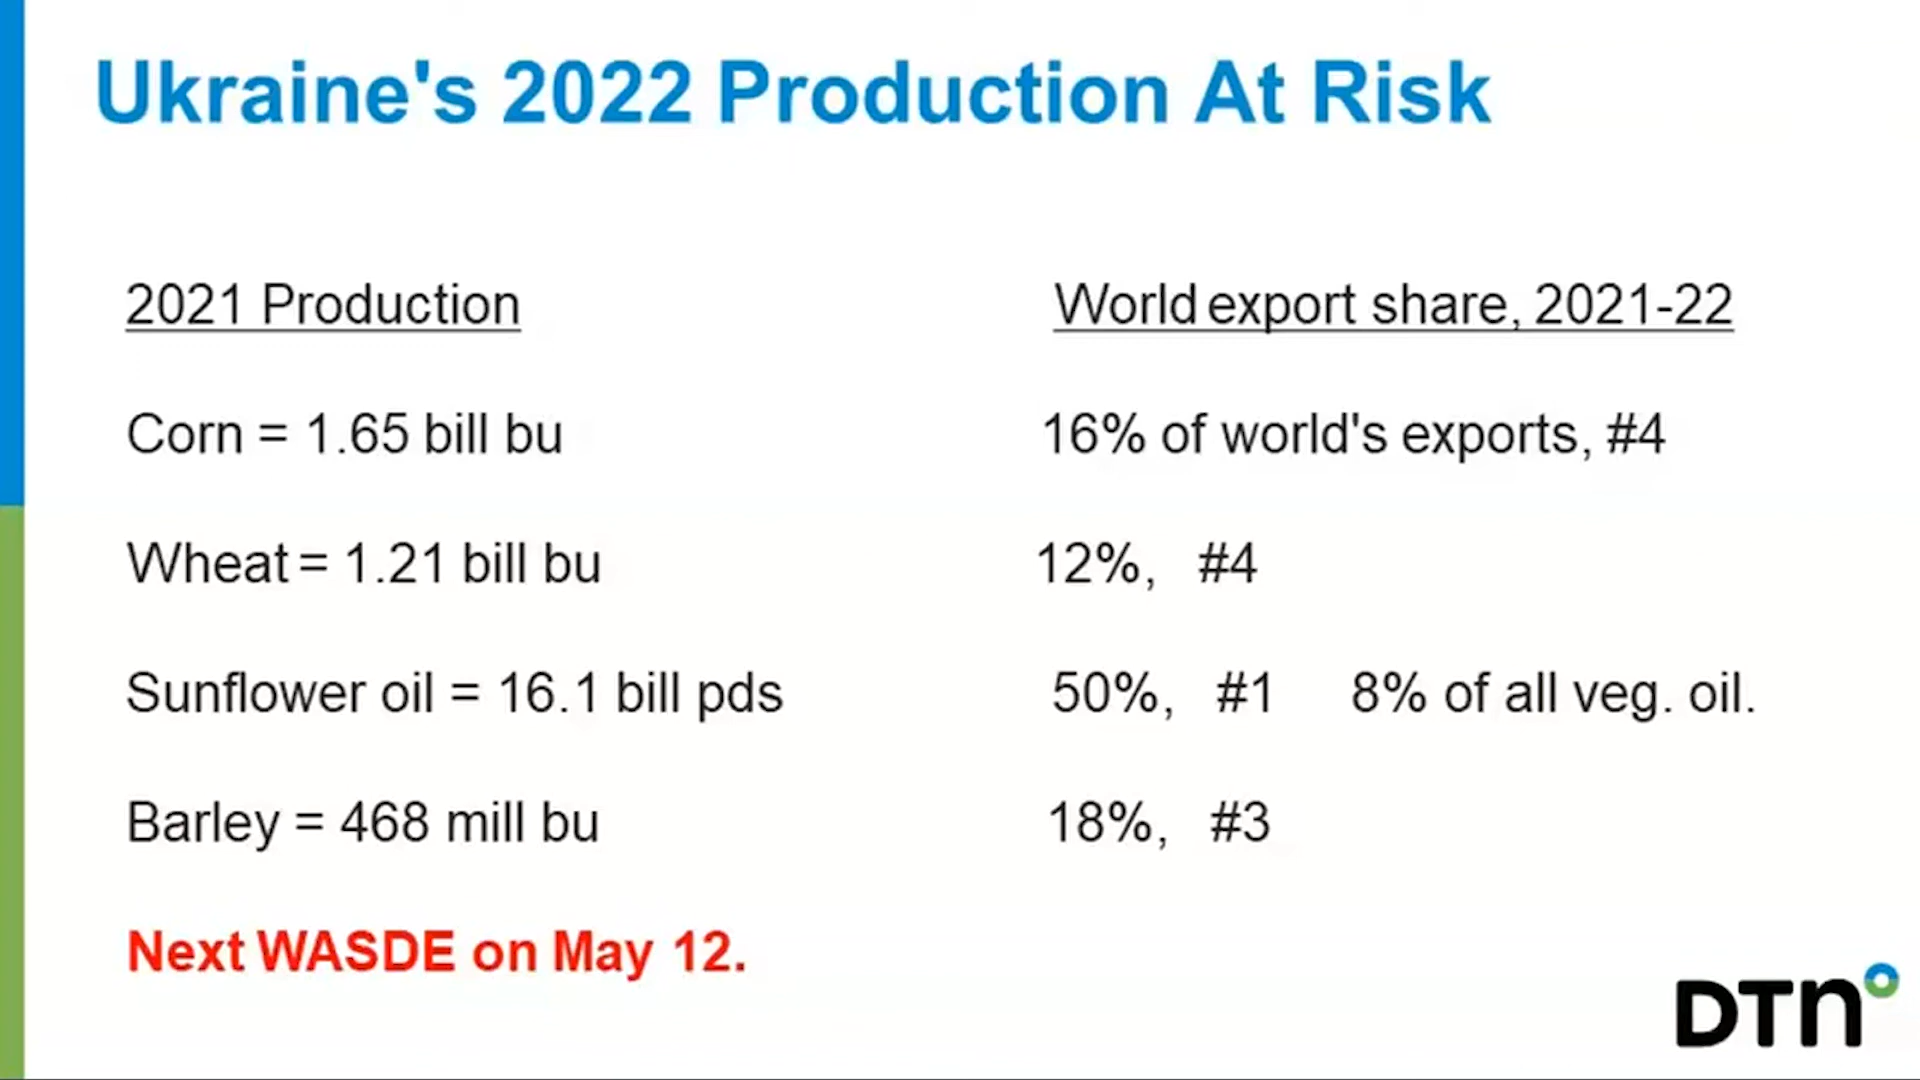 Ukraine's 2022 Production At Risk
2021 Production World export share, 2021-22
Corn = 1.65 bill bu 16% of world's exports, #4
Wheat = 1.21 bill bu 12%, #4
Sunflower oil = 16.1 bill pds 50%, #1 8% of all veg. oil.
Barley = 468 mill bu 18%, #3
Next WASDE on May 12.
DTN